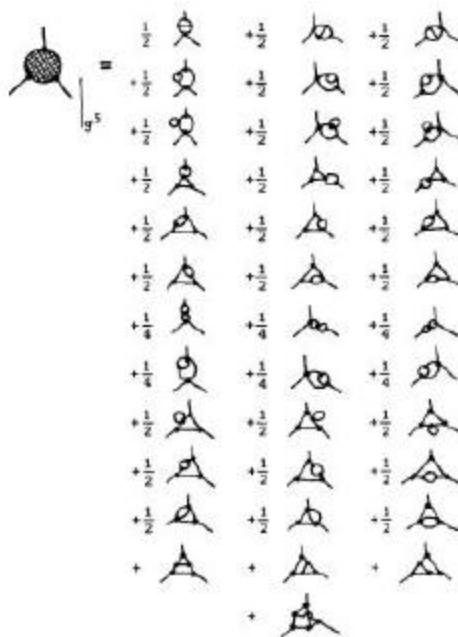 = 1/2 + 1/2 + 1/2
g⁵
+ 1/2 + 1/2 + 1/2
+ 1/2 + 1/2 + 1/2
+ 1/2 + 1/2 + 1/2
+ 1/2 + 1/2 + 1/2
+ 1/2 + 1/2 + 1/2
+ 1/4 + 1/4 + 1/4
+ 1/4 + 1/4 + 1/4
+ 1/2 + 1/2 + 1/2
+ 1/2 + 1/2 + 1/2
+ 1/2 + 1/2 + 1/2
+ + +
+